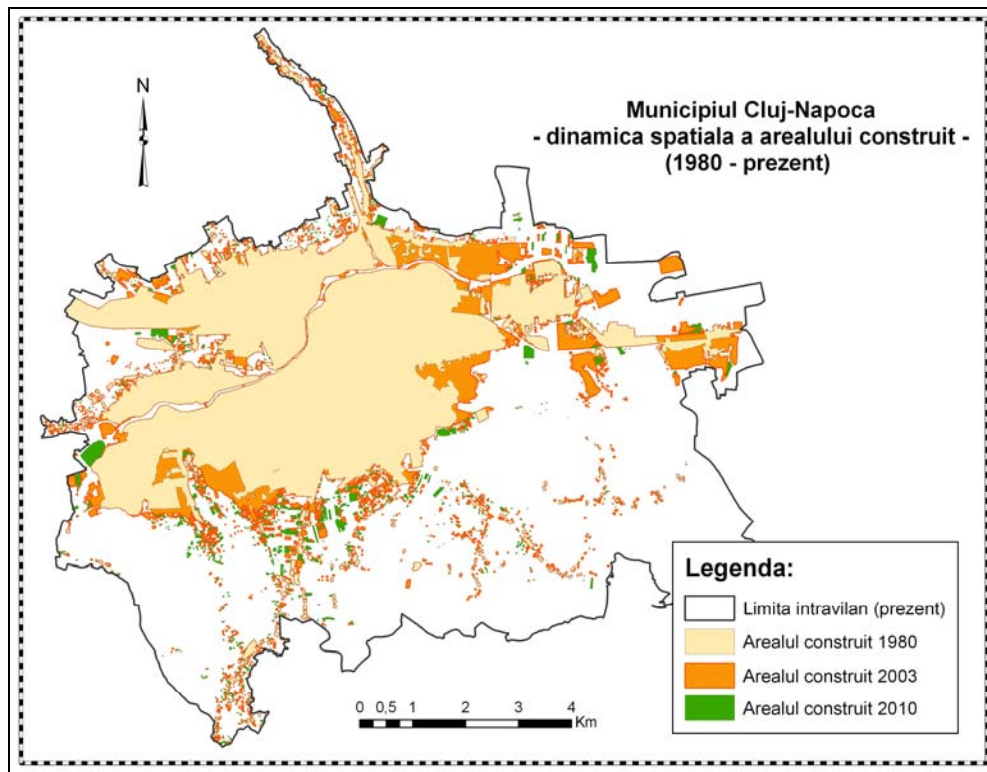 N
Municipiul Cluj-Napoca
- dinamica spatiala a arealului construit -
(1980 - prezent)
Legenda:
Limita intravilan (prezent)
Arealul construit 1980
Arealul construit 2003
Arealul construit 2010
0 0,5 1 2 3 4
Km